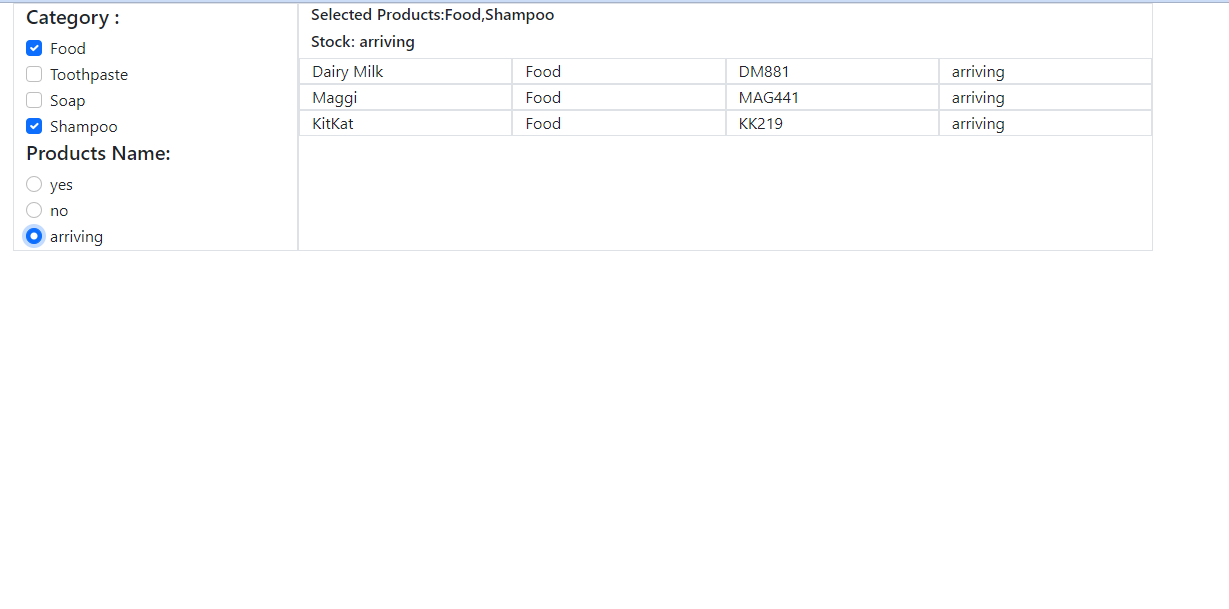 Category :
Food
Toothpaste
Soap
Shampoo
Products Name:
yes
no
arriving
Selected Products:Food,Shampoo
Stock: arriving
Dairy Milk Food DM881 arriving
Maggi Food MAG441 arriving
KitKat Food KK219 arriving